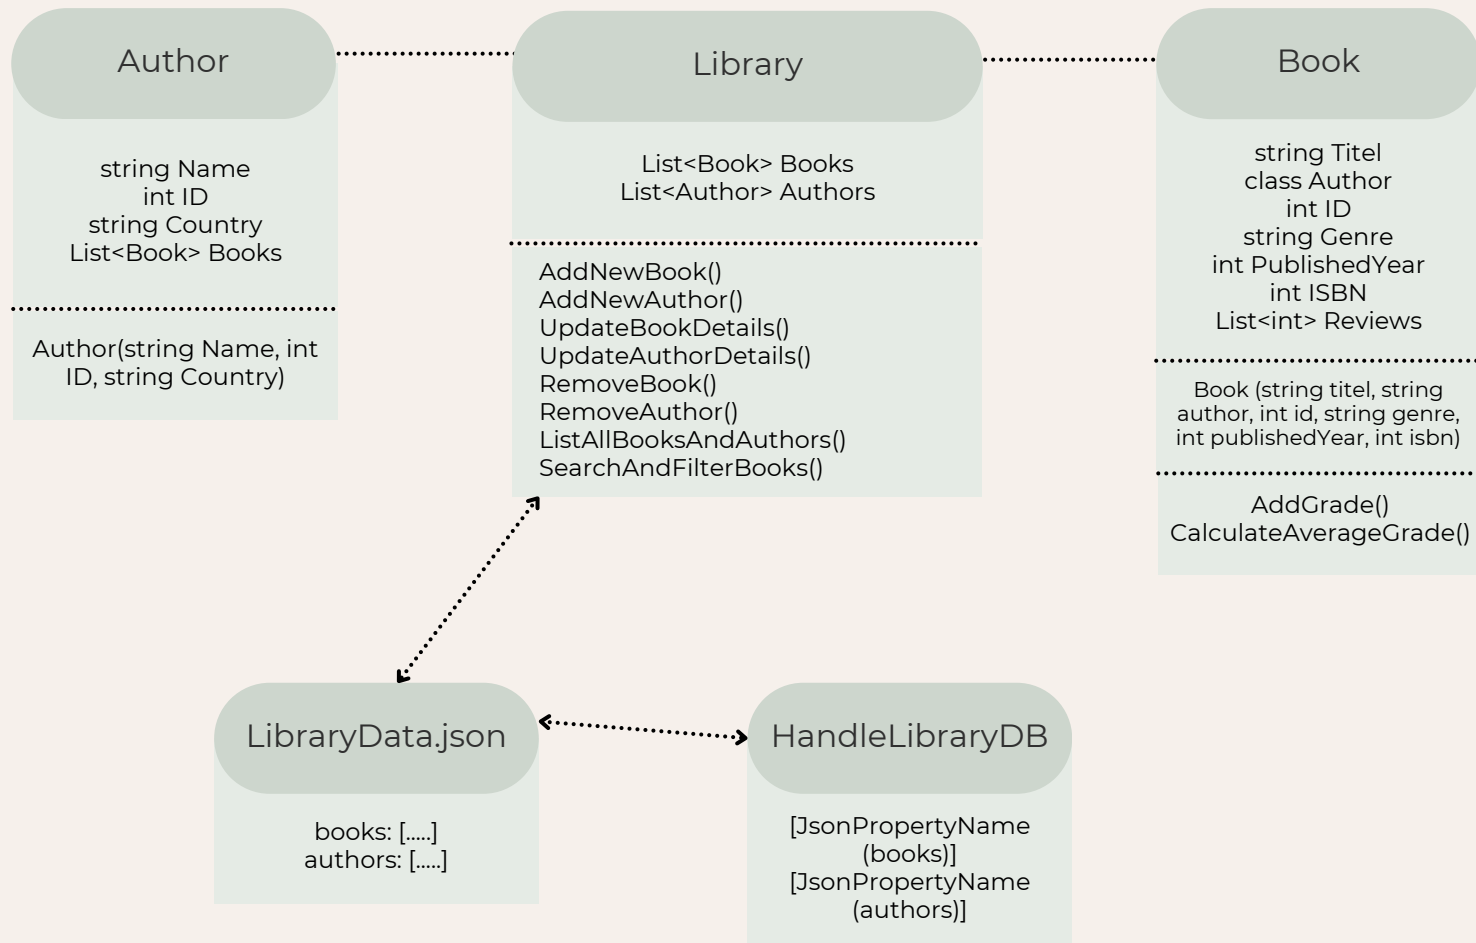 Author
string Name
int ID
string Country
List<Book> Books
Author(string Name, int
ID, string Country)
Library
List<Book> Books
List<Author> Authors
AddNewBook()
AddNewAuthor()
UpdateBookDetails()
UpdateAuthorDetails()
RemoveBook()
RemoveAuthor()
ListAllBooksAndAuthors()
SearchAndFilterBooks()
Book
string Titel
class Author
int ID
string Genre
int PublishedYear
int ISBN
List<int> Reviews
Book (string titel, string
author, int id, string genre,
int publishedYear, int isbn)
AddGrade()
CalculateAverageGrade()
LibraryData.json
books: [.....]
authors: [.....]
HandleLibraryDB
[JsonPropertyName
(books)]
[JsonPropertyName
(authors)]